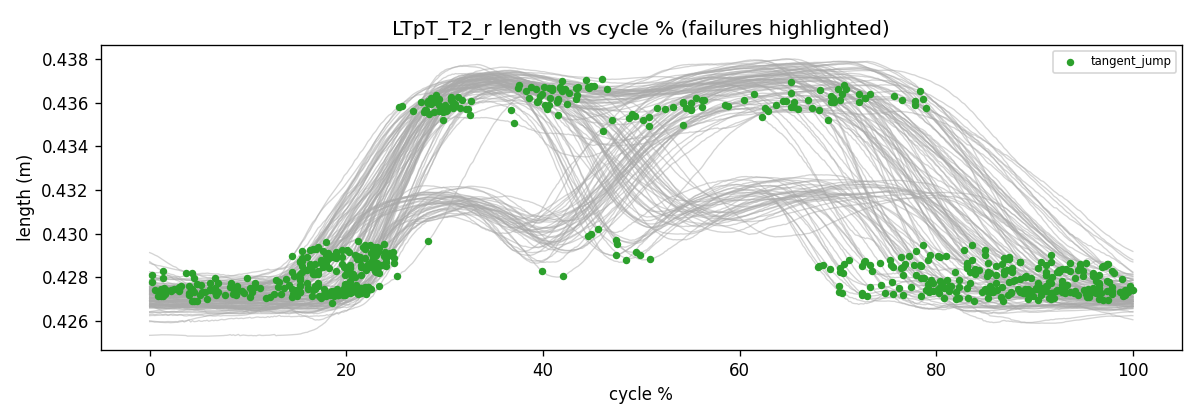 LTpT_T2_r length vs cycle % (failures highlighted)
tangent_jump
length (m)
0.438
0.436
0.434
0.432
0.430
0.428
0.426
0 20 40 60 80 100
cycle %